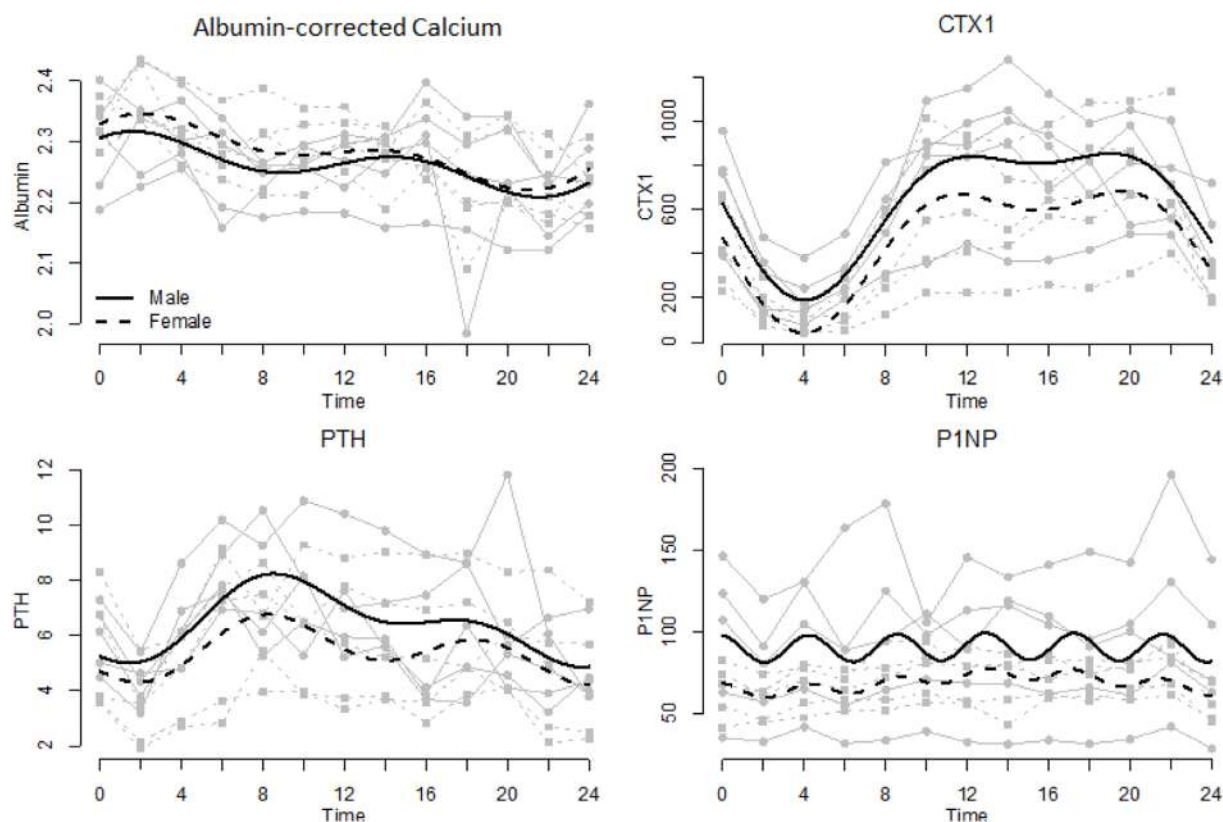 Albumin-corrected Calcium
Albumin
2.4
2.3
2.2
2.1
2.0
Male
Female
0 4 8 12 16 20 24
Time
CTX1
CTX1
1000
600
200
0
0 4 8 12 16 20 24
Time
PTH
PTH
12
10
8
6
4
2
0 4 8 12 16 20 24
Time
P1NP
P1NP
200
150
100
50
0 4 8 12 16 20 24
Time